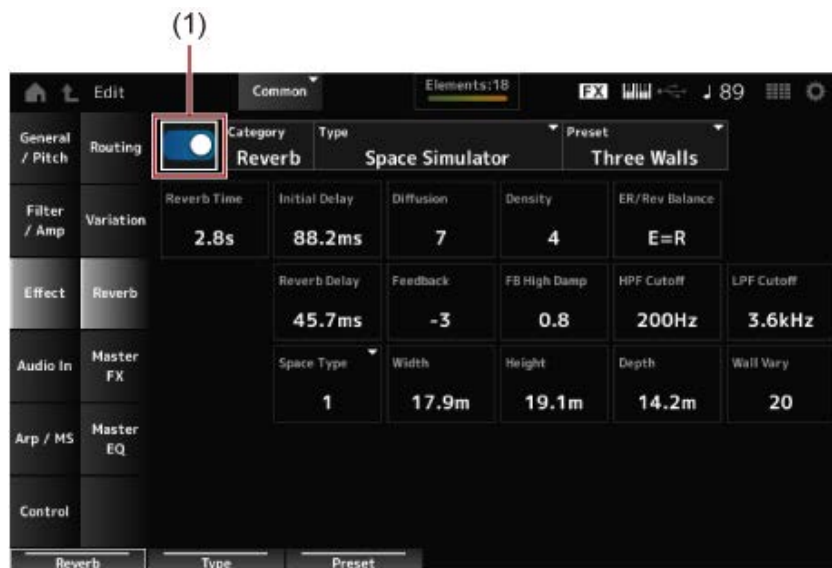 (1)
Edit Common Elements:18 FX 89
General / Pitch
Routing
Category
Reverb
Type
Space Simulator
Preset
Three Walls
Filter / Amp
Variation
Reverb Time
2.8s
Initial Delay
88.2ms
Diffusion
7
Density
4
ER/Rev Balance
E=R
Effect
Reverb
Reverb Delay
45.7ms
Feedback
-3
FB High Damp
0.8
HPF Cutoff
200Hz
LPF Cutoff
3.6kHz
Audio In
Master FX
Space Type
1
Width
17.9m
Height
19.1m
Depth
14.2m
Wall Vary
20
Arp / MS
Master EQ
Control
Reverb Type Preset